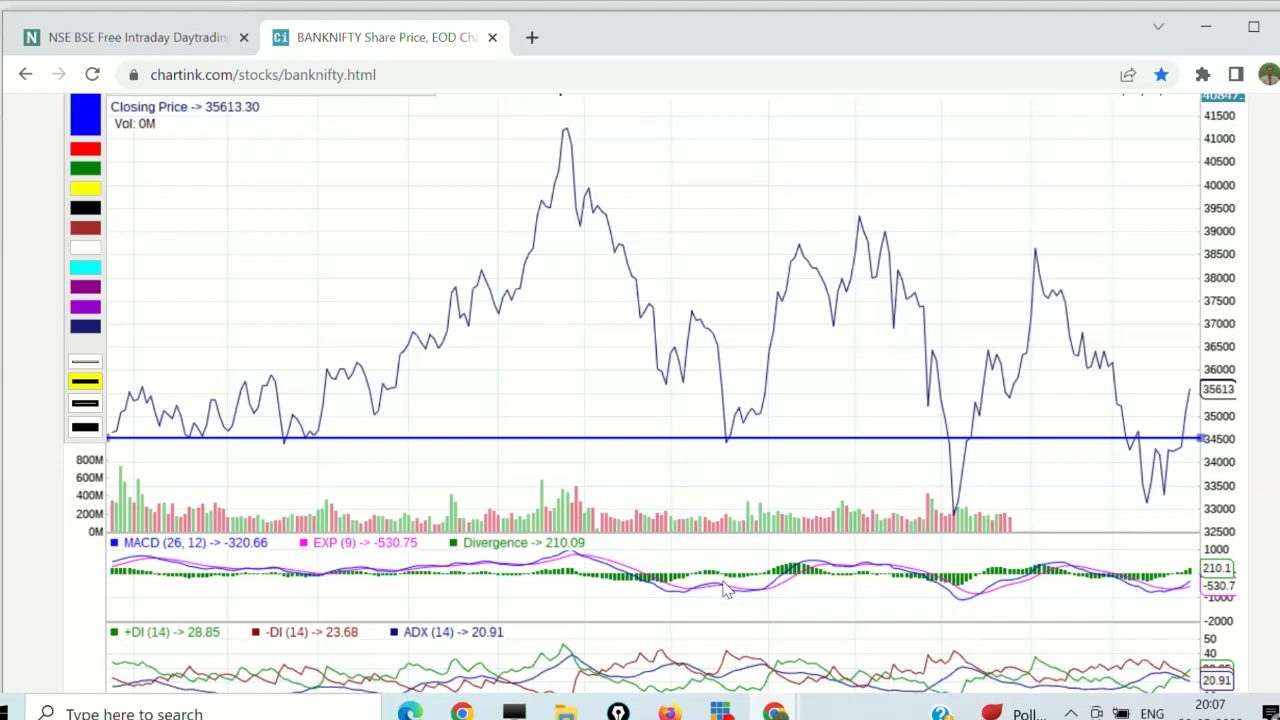 NSE BSE Free Intraday Daytrading
BANKNIFTY Share Price, EOD Cha
chartink.com/stocks/banknifty.html
Closing Price -> 35613.30
Vol: 0M
40847.
41500
41000
40500
40000
39500
39000
38500
38000
37500
37000
36500
36000
35613
35000
34500
34000
33500
33000
32500
800M
600M
400M
200M
0M
MACD (26, 12) -> -320.66 EXP (9) -> -530.75 Divergence -> 210.09
1000
210.1
-530.7
-1000
-2000
+DI (14) -> 28.85 -DI (14) -> 23.68 ADX (14) -> 20.91
50
40
20.91
Type here to search
Poll...
ENG
20:07